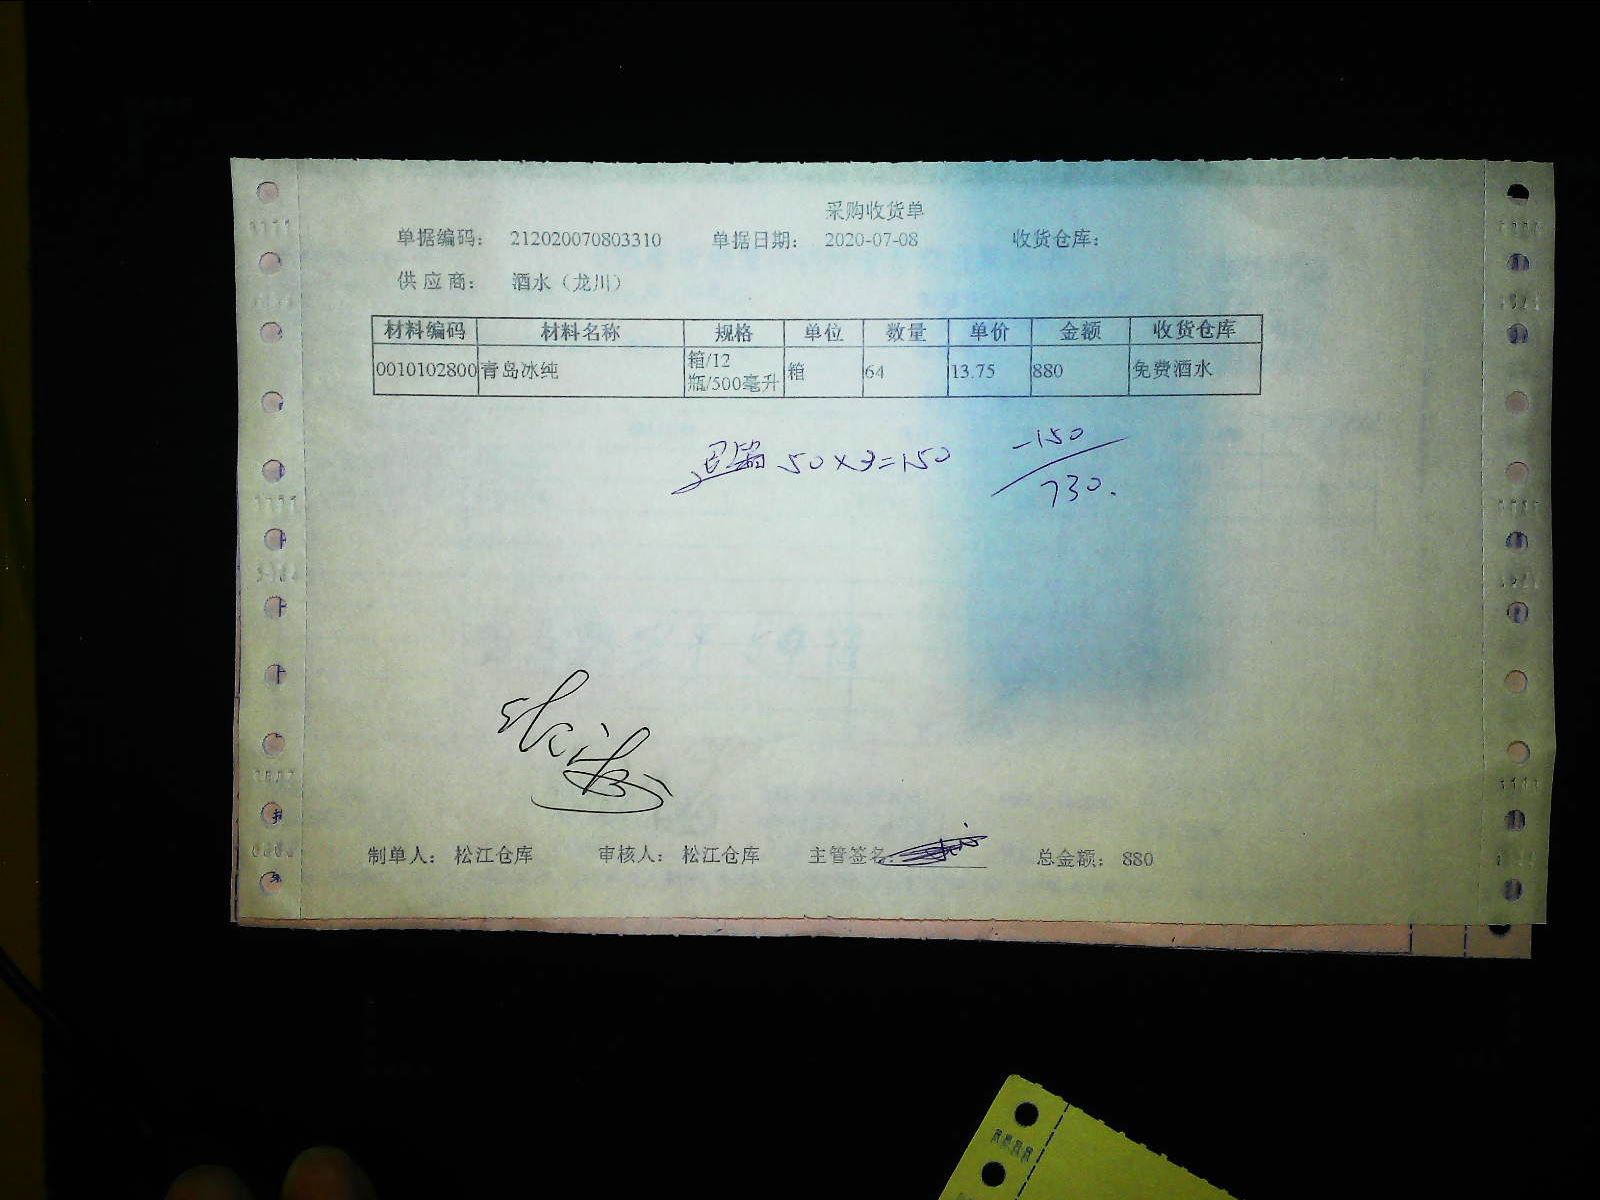 采购收货单
单据编码： 212020070803310 单据日期： 2020-07-08 收货仓库：
供应商： 酒水（龙川）
材料编码 材料名称 规格 单位 数量 单价 金额 收货仓库
0010102800 青岛冰纯 箱/12瓶/500毫升 箱 64 13.75 880 免费酒水
50×3=150 -150
730.
制单人： 松江仓库 审核人： 松江仓库 主管签名： 总金额： 880